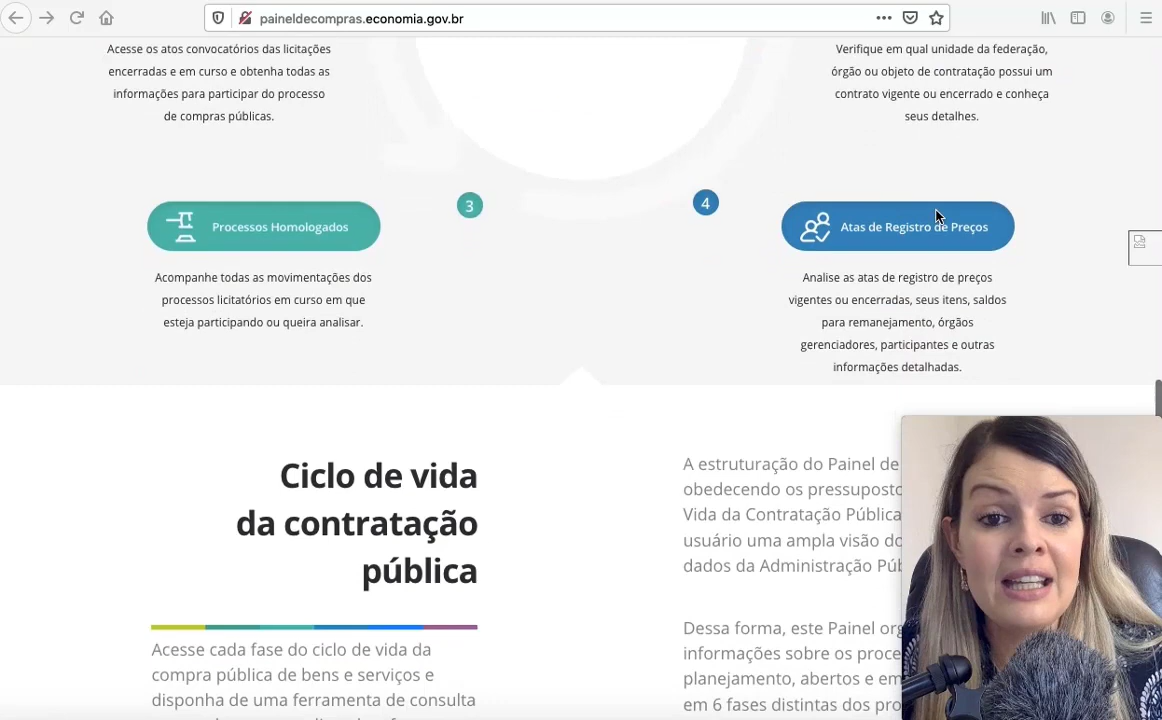 paineldecompras.economia.gov.br
Acesse os atos convocatórios das licitações
encerradas e em curso e obtenha todas as
informações para participar do processo
de compras públicas.
Verifique em qual unidade da federação,
órgão ou objeto de contratação possui um
contrato vigente ou encerrado e conheça
seus detalhes.
3
Processos Homologados
Acompanhe todas as movimentações dos
processos licitatórios em curso em que
esteja participando ou queira analisar.
4
Atas de Registro de Preços
Analise as atas de registro de preços
vigentes ou encerradas, seus itens, saldos
para remanejamento, órgãos
gerenciadores, participantes e outras
informações detalhadas.
Ciclo de vida
da contratação
pública
Acesse cada fase do ciclo de vida da
compra pública de bens e serviços e
disponha de uma ferramenta de consulta
A estruturação do Painel de
obedecendo os
Vida da Contratação Pública
usuário uma ampla visão
dados da Administração
Dessa forma, este Painel
informações sobre os
planejamento, abertos e
em 6 fases distintas dos